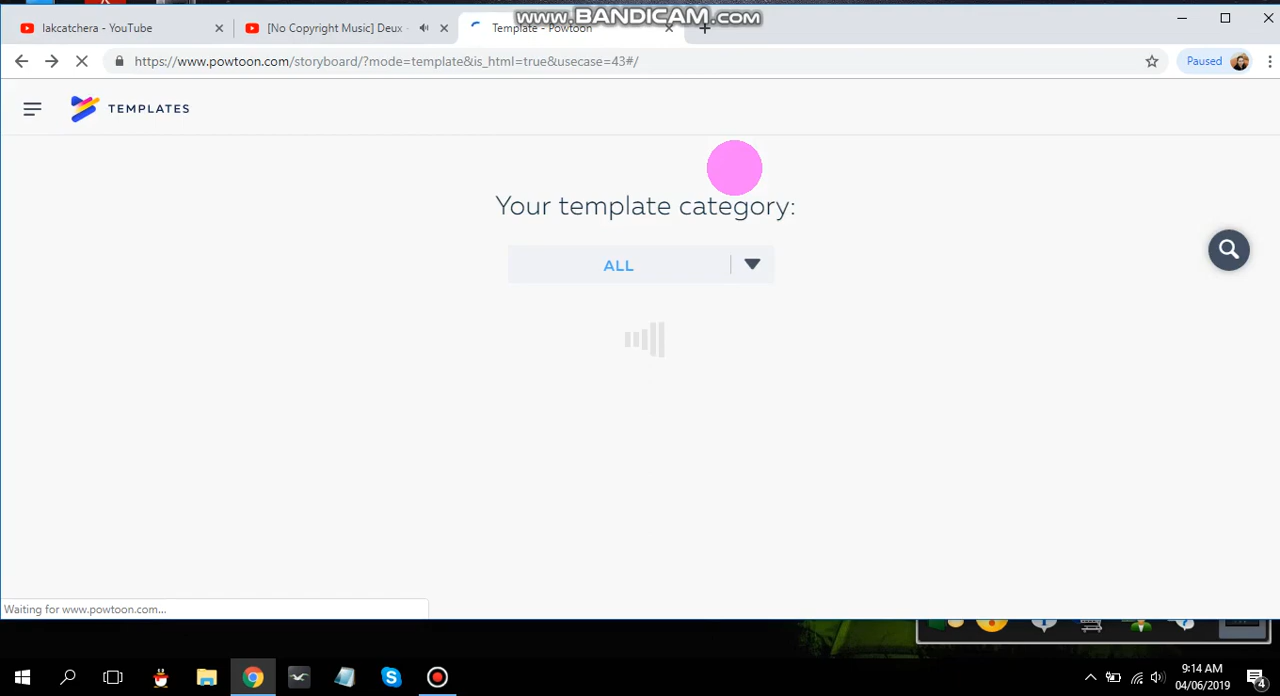 www.BANDICAM.com
lakcatchera - YouTube
[No Copyright Music] Deux -
Template - Powtoon
https://www.powtoon.com/storyboard/?mode=template&is_html=true&usecase=43#/
Paused
TEMPLATES
Your template category:
ALL
Waiting for www.powtoon.com...
9:14 AM
04/06/2019
4